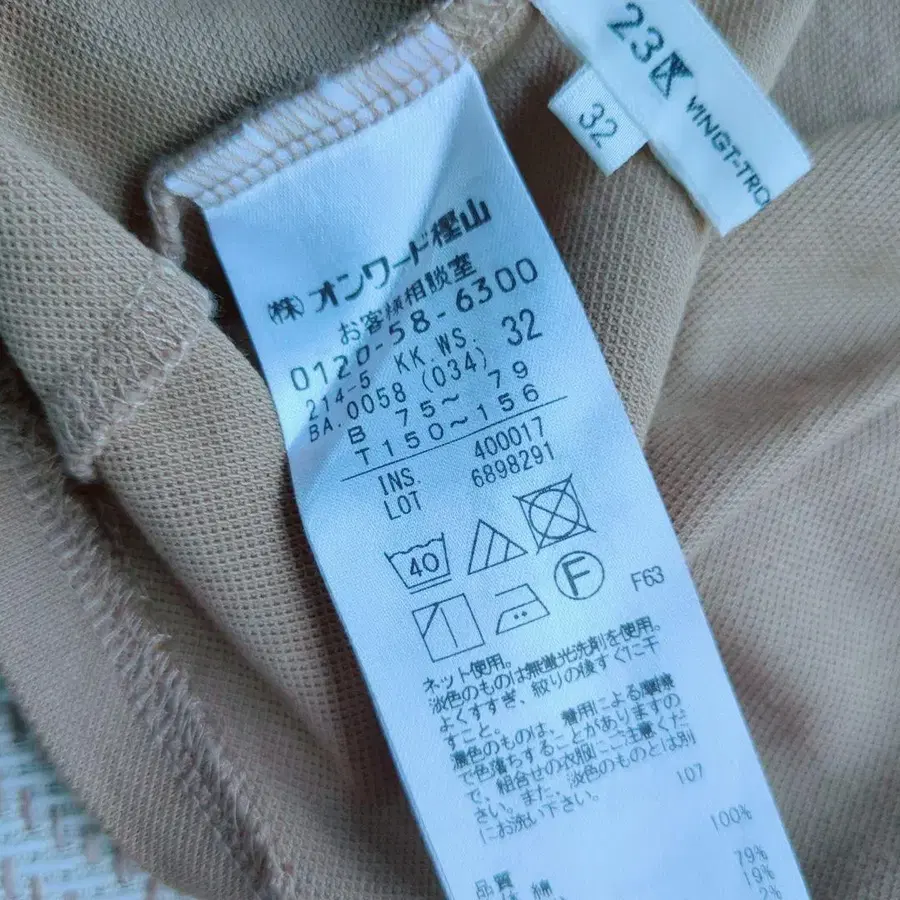 23区
VINGT-TRO
32
(株)オンワード樫山
お客様相談室
0120-58-6300
214-5 KK.WS. 32
BA.0058 (034)
B 75～ 79
T150～156
INS. 400017
LOT 6898291
40
F
F63
ネット使用。
淡色のものは無蛍光洗剤を使用。
よくすすぎ、絞りの後すぐに干
すこと。
濃色のものは、着用による摩擦
で色落ちすることがありますの
で、組合せの衣服にご注意くだ
さい。また、淡色のものとは別
にお洗い下さい。
107
100%
79%
品質 19%
綿 2%